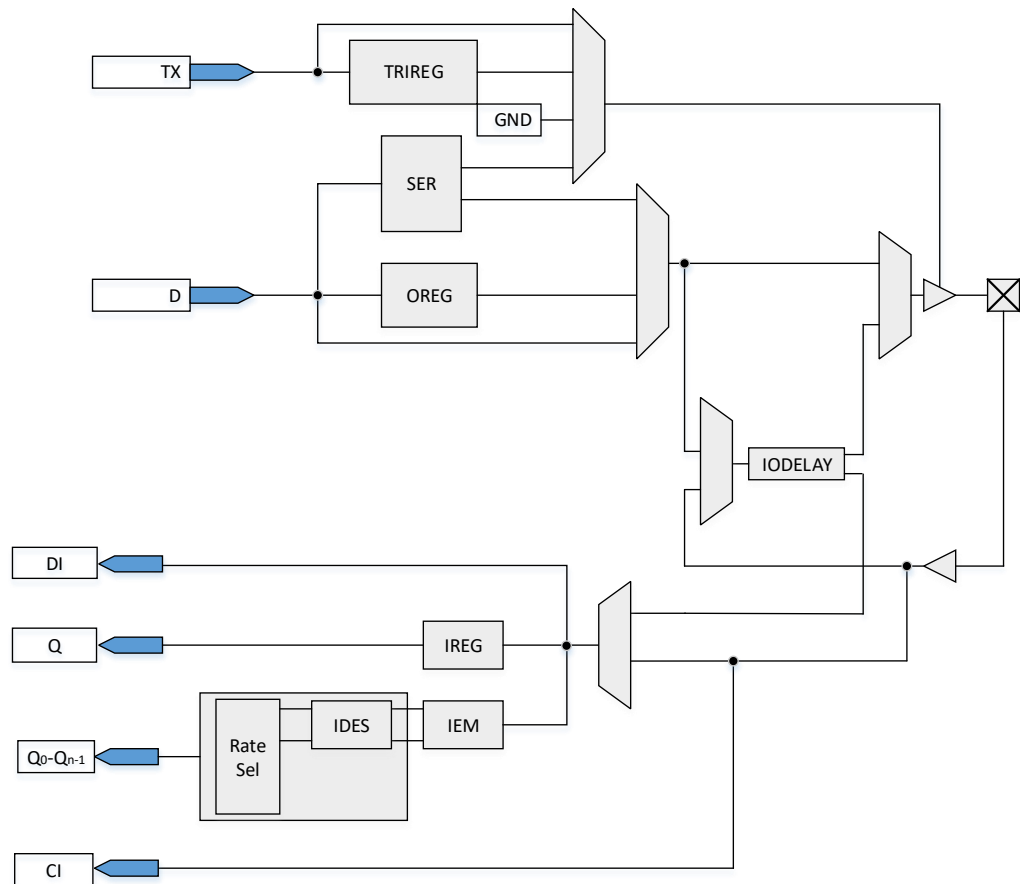 TX
TRIREG
GND
SER
D
OREG
IODELAY
DI
Q
IREG
IDES
IEM
Rate
Sel
Q0-Qn-1
CI